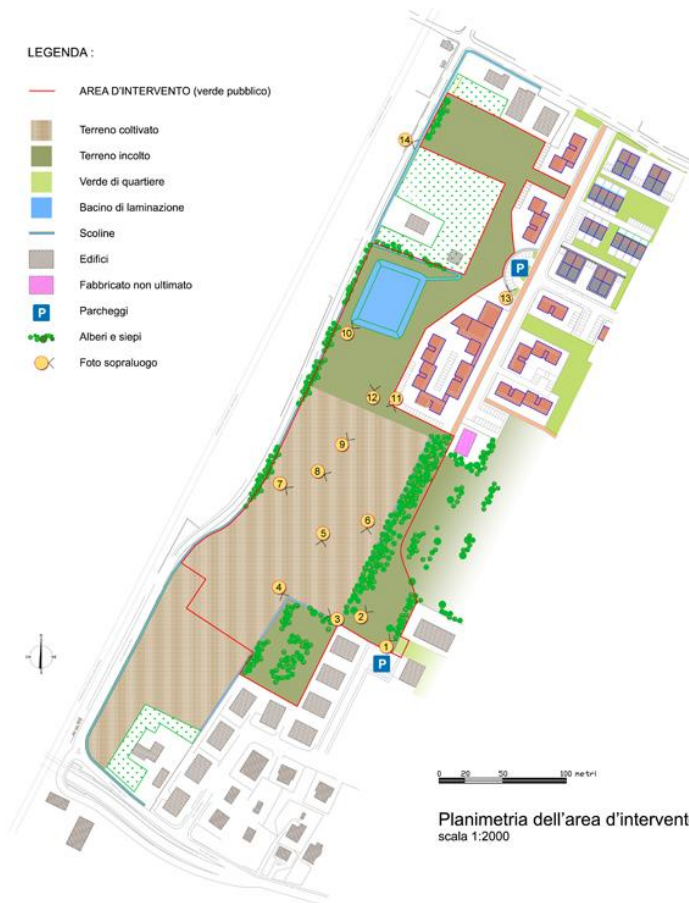 LEGENDA :
AREA D'INTERVENTO (verde pubblico)
Terreno coltivato
Terreno incolto
Verde di quartiere
Bacino di laminazione
Scoline
Edifici
Fabbricato non ultimato
P Parcheggi
Alberi e siepi
Foto sopraluogo
14
P
13
10
12
11
9
8
7
6
5
4
3
2
1
P
0 20 50 100 metri
Planimetria dell'area d'intervent
scala 1:2000